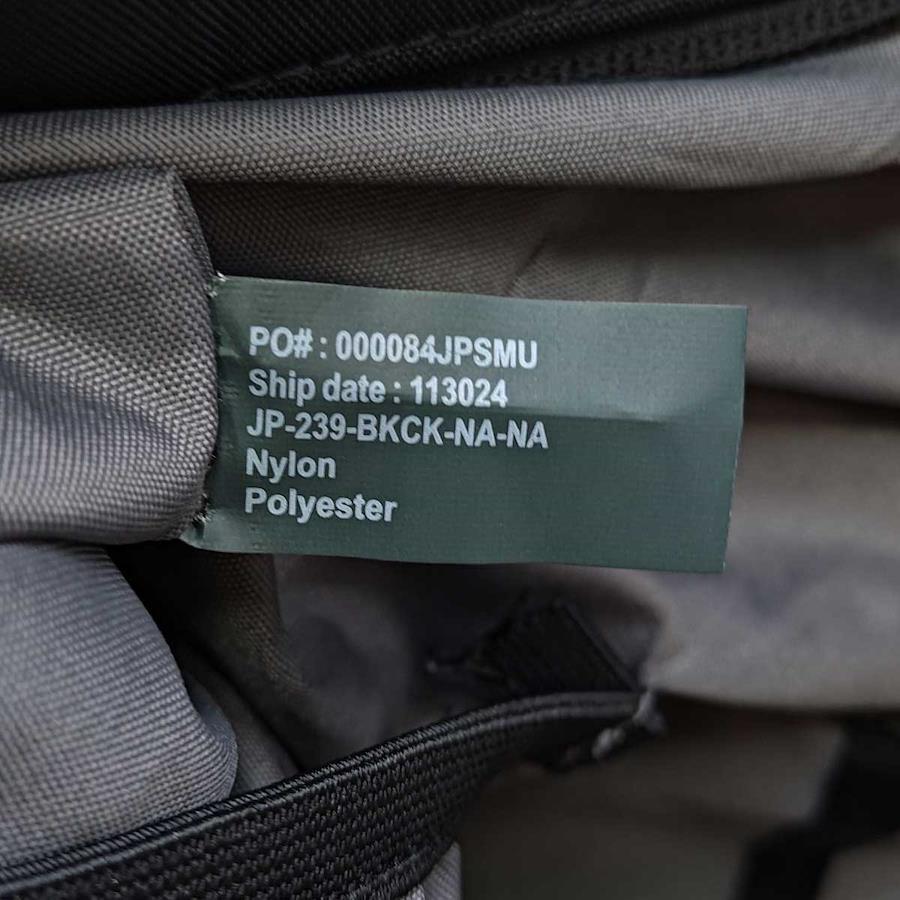 PO# : 000084JPSMU
Ship date : 113024
JP-239-BKCK-NA-NA
Nylon
Polyester